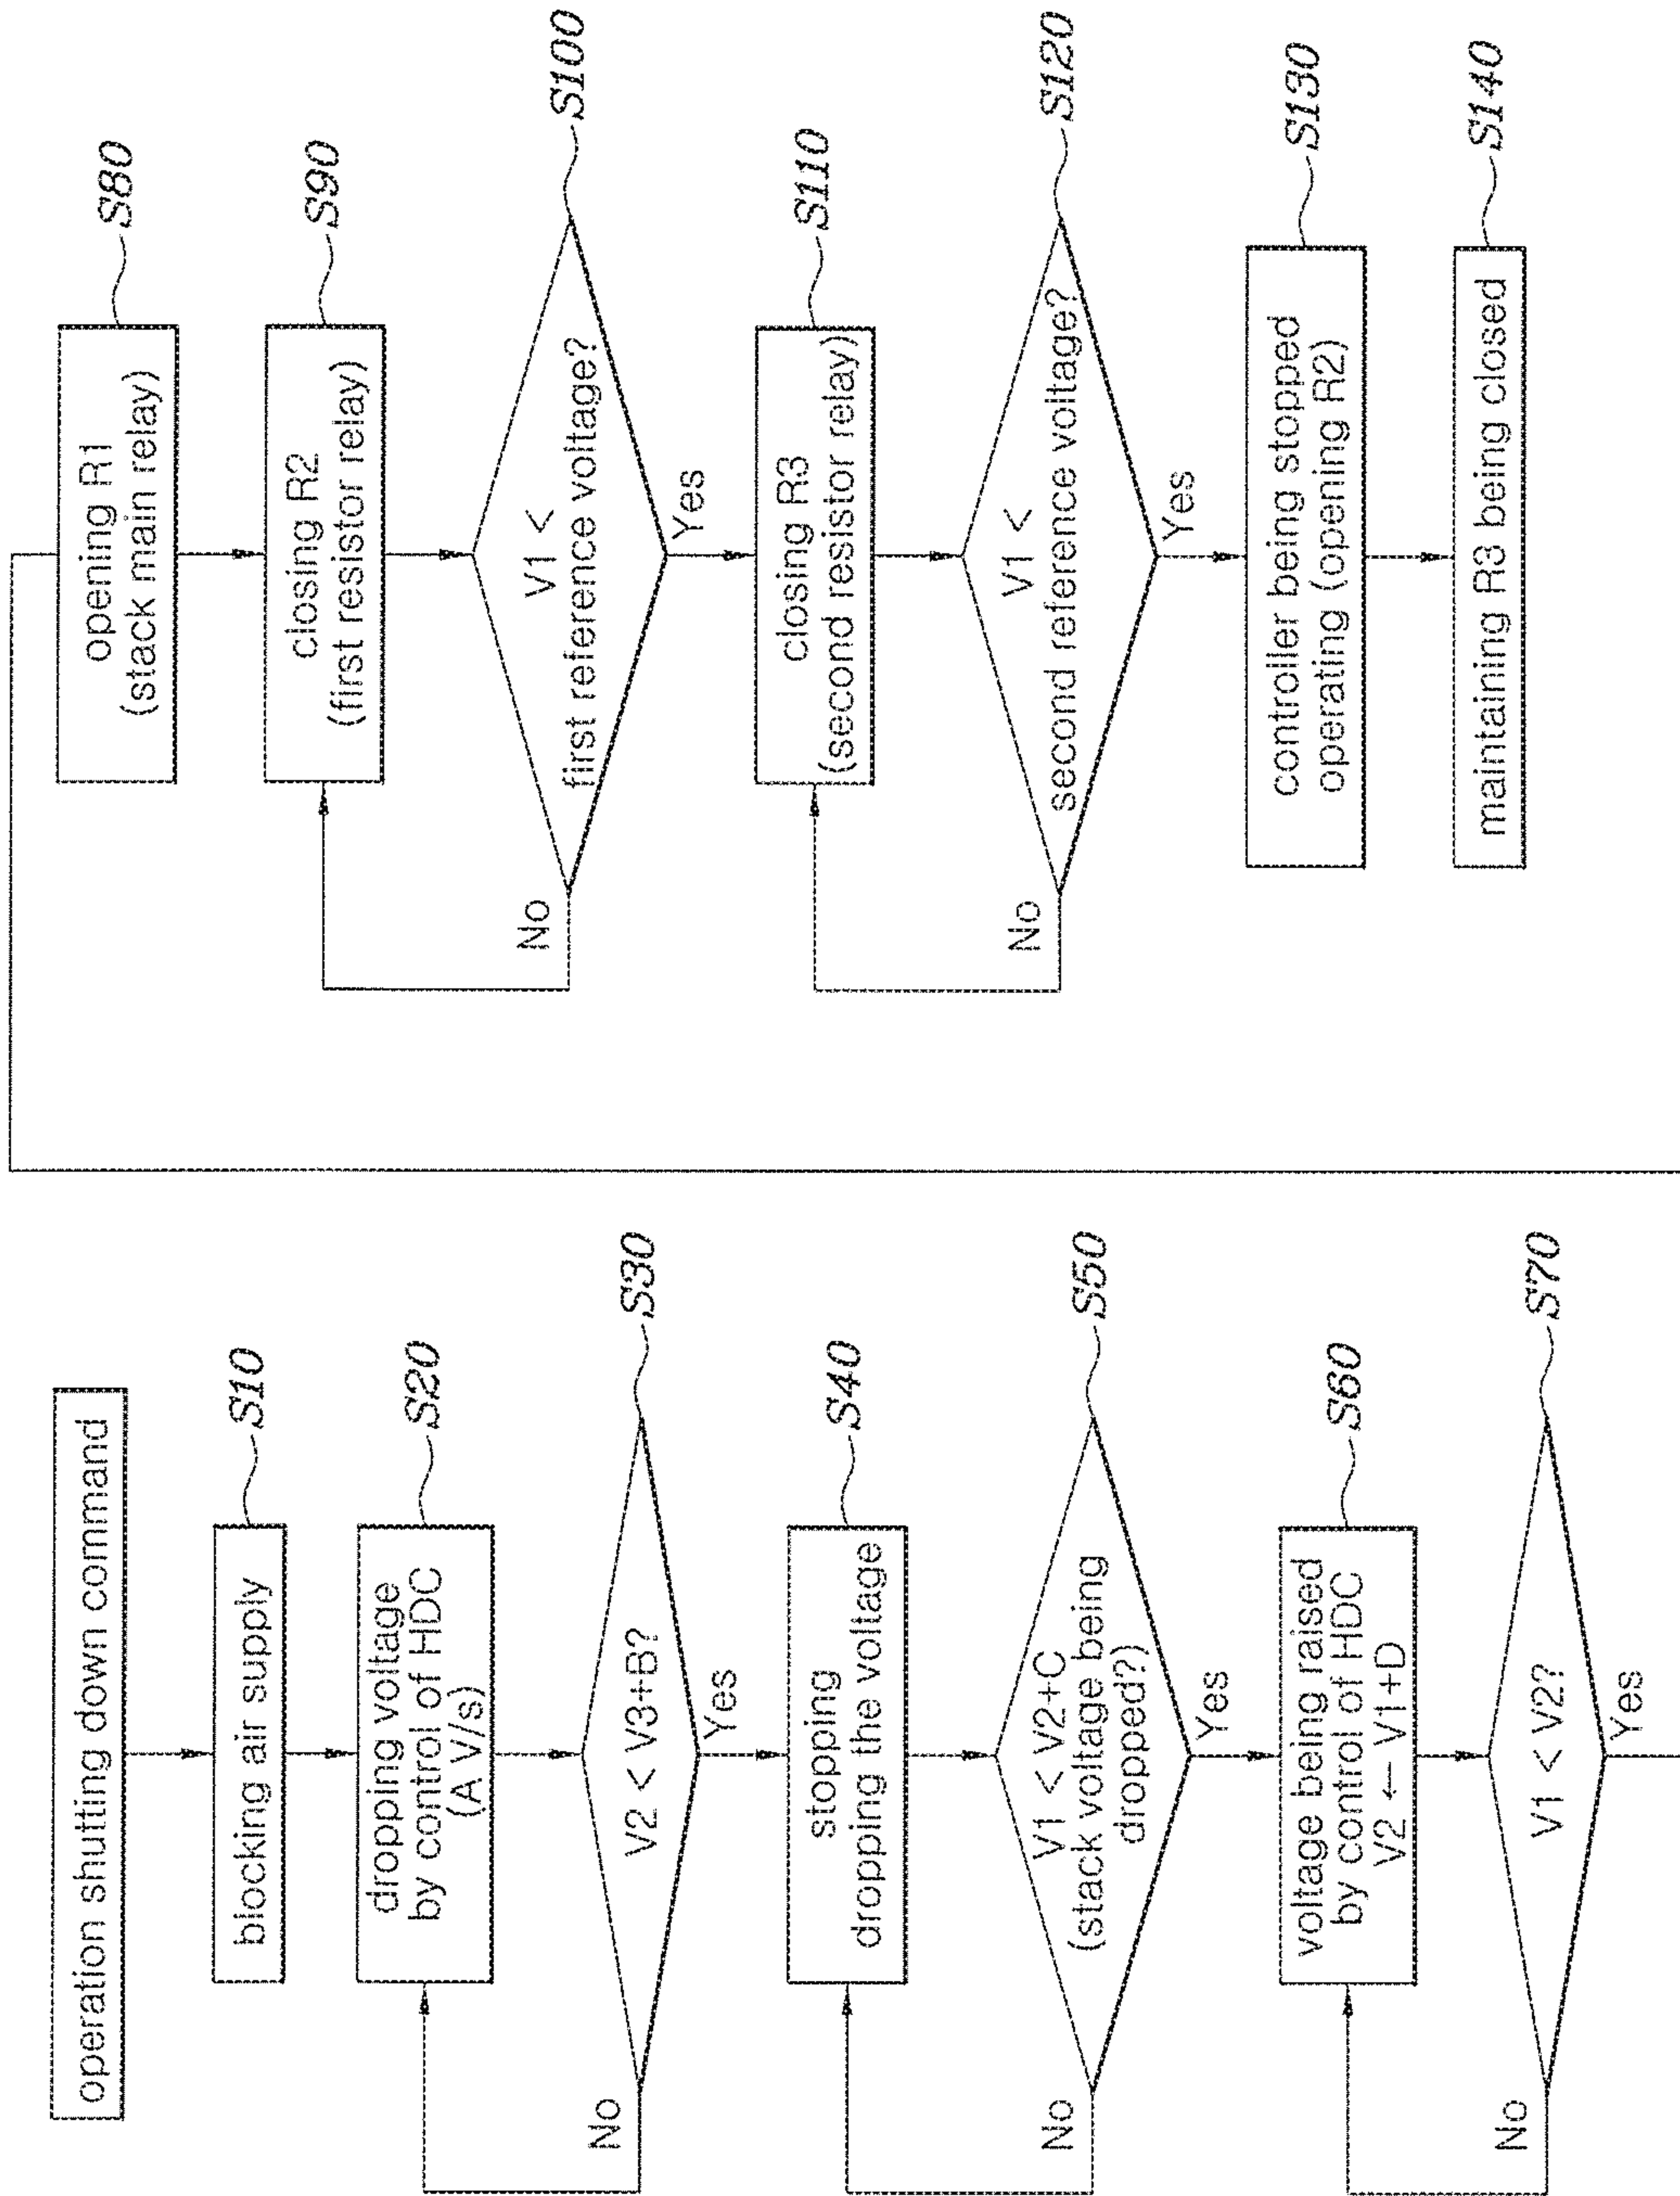 operation shutting down command
blocking air supply
S10
dropping voltage
by control of HDC
(A V/s)
S20
V2 < V3+B?
S30
No
Yes
stopping
dropping the voltage
S40
V1 < V2+C
(stack voltage being
dropped?)
S50
No
Yes
voltage being raised
by control of HDC
V2 ← V1+D
S60
V1 < V2?
S70
No
Yes
opening R1
(stack main relay)
S80
closing R2
(first resistor relay)
S90
V1 <
first reference voltage?
S100
No
Yes
closing R3
(second resistor relay)
S110
V1 <
second reference voltage?
S120
No
Yes
controller being stopped
operating (opening R2)
S130
maintaining R3 being closed
S140